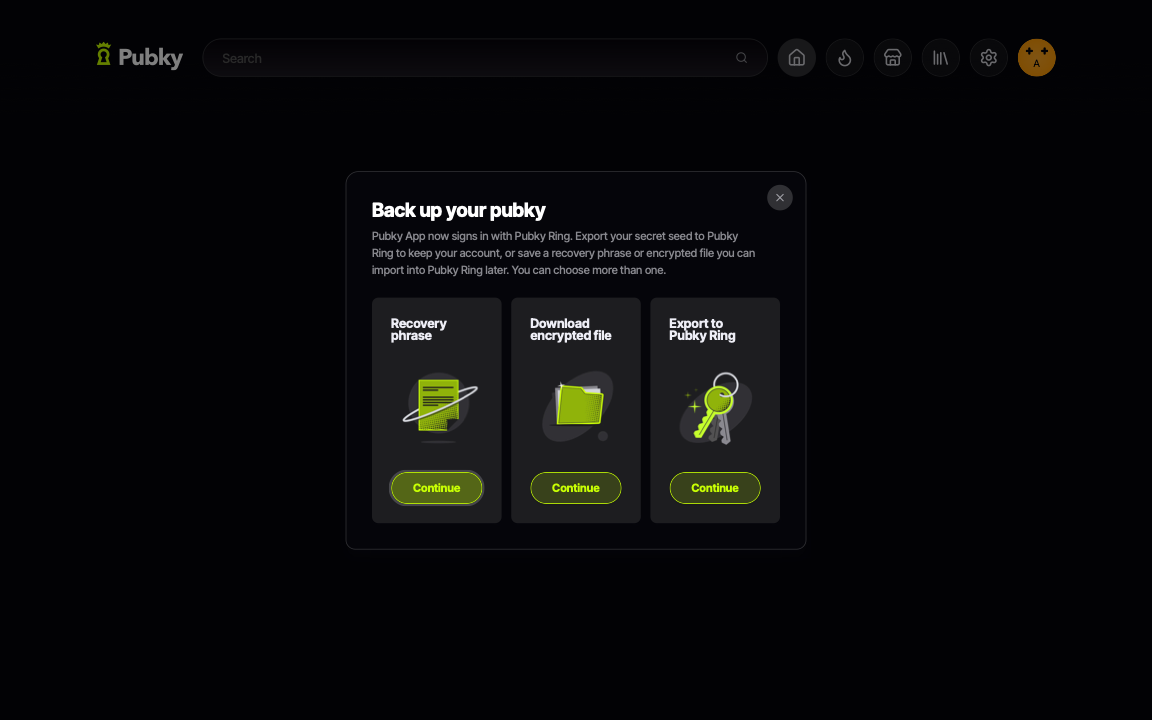 Pubky
Search
A
Back up your pubky
Pubky App now signs in with Pubky Ring. Export your secret seed to Pubky
Ring to keep your account, or save a recovery phrase or encrypted file you can
import into Pubky Ring later. You can choose more than one.
Recovery
phrase
Continue
Download
encrypted file
Continue
Export to
Pubky Ring
Continue